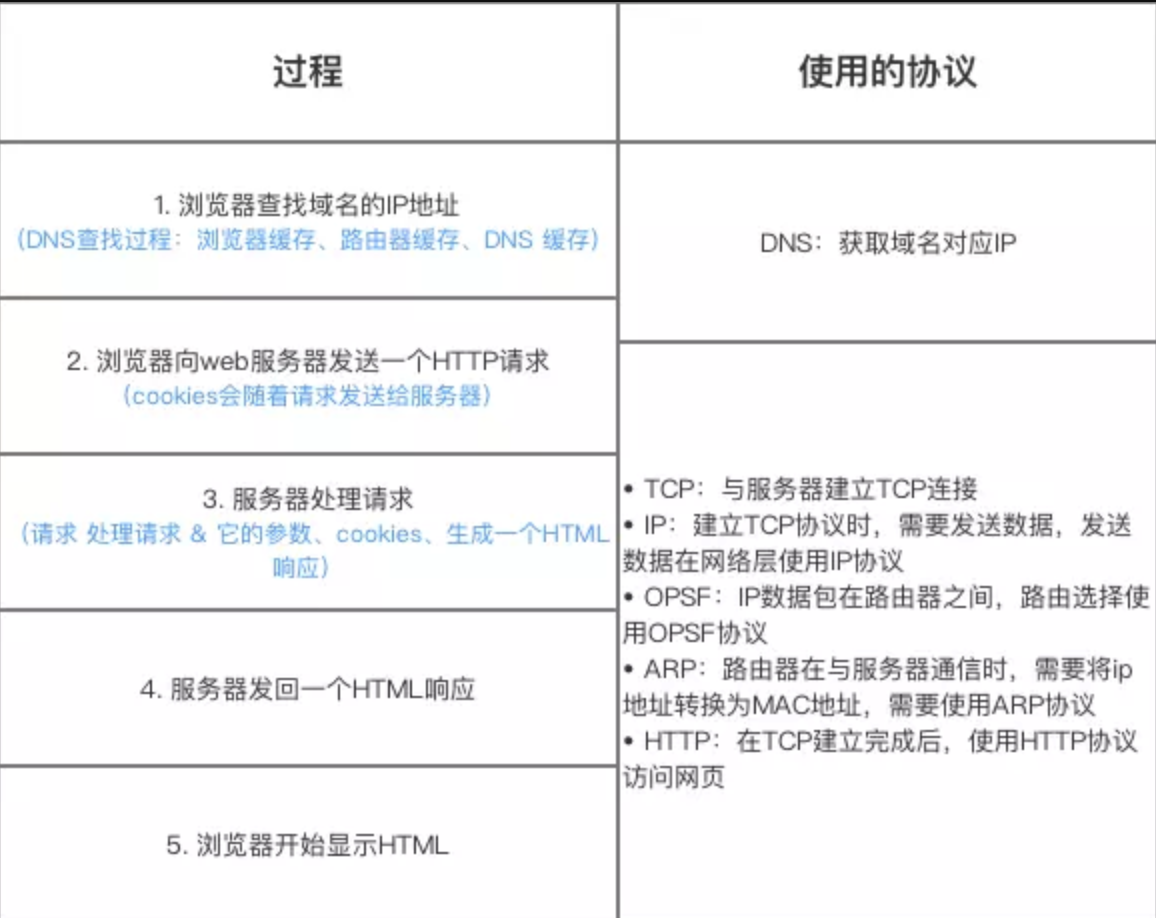 过程
使用的协议
1. 浏览器查找域名的IP地址
（DNS查找过程：浏览器缓存、路由器缓存、DNS 缓存）
DNS：获取域名对应IP
2. 浏览器向web服务器发送一个HTTP请求
（cookies会随着请求发送给服务器）
3. 服务器处理请求
（请求 处理请求 & 它的参数、cookies、生成一个HTML
响应）
4. 服务器发回一个HTML响应
5. 浏览器开始显示HTML
• TCP：与服务器建立TCP连接
• IP：建立TCP协议时，需要发送数据，发送
数据在网络层使用IP协议
• OPSF：IP数据包在路由器之间，路由选择使
用OPSF协议
• ARP：路由器在与服务器通信时，需要将ip
地址转换为MAC地址，需要使用ARP协议
• HTTP：在TCP建立完成后，使用HTTP协议
访问网页